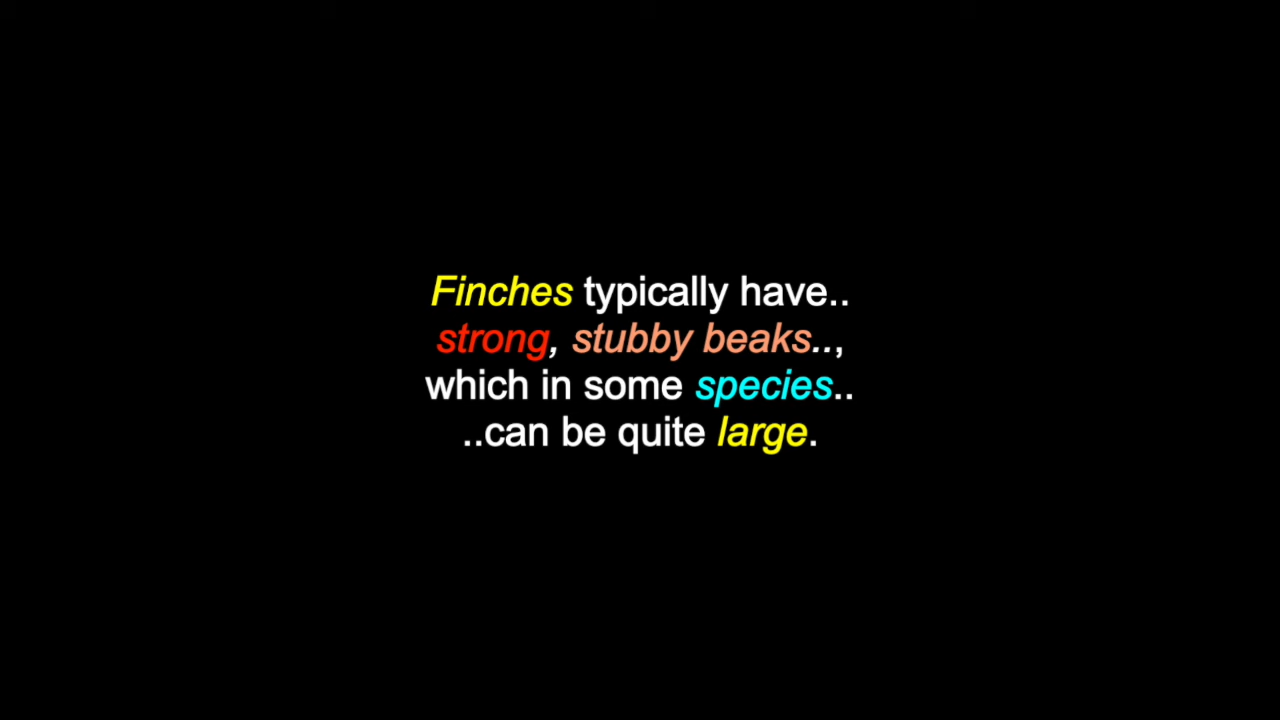 Finches typically have..
strong, stubby beaks..,
which in some species..
..can be quite large.